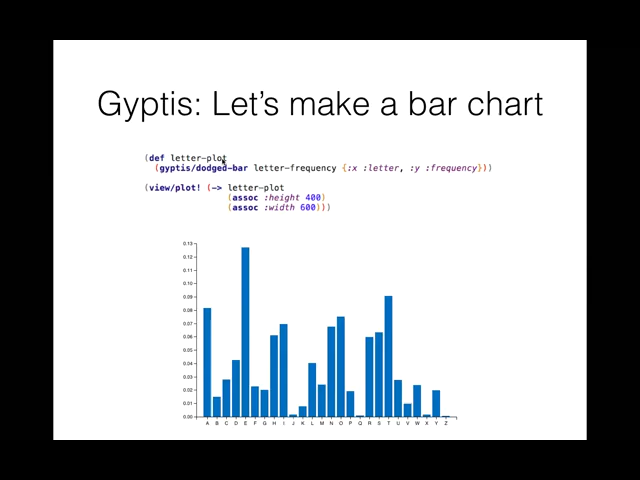 Gyptis: Let's make a bar chart
(def letter-plot
(gyptis/dodged-bar letter-frequency {:x :letter, :y :frequency}))
(view/plot! (-> letter-plot
(assoc :height 400)
(assoc :width 600)))
0.13
0.12
0.11
0.10
0.09
0.08
0.07
0.06
0.05
0.04
0.03
0.02
0.01
0.00
A B C D E F G H I J K L M N O P Q R S T U V W X Y Z